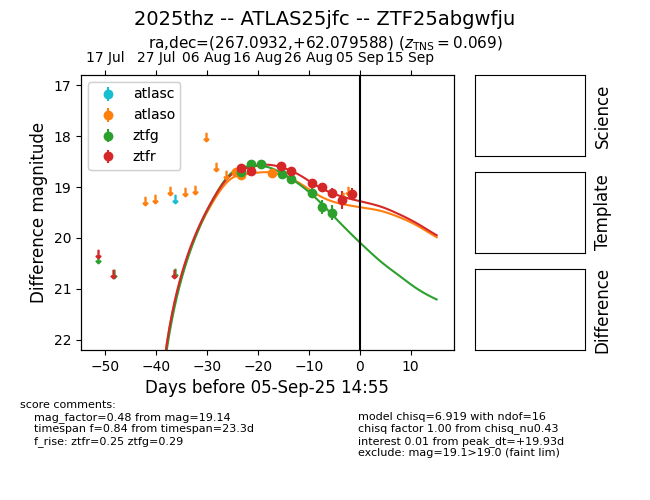 2025thz -- ATLAS25jfc -- ZTF25abgwfju
ra,dec=(267.0932,+62.079588) (z_TNS = 0.069)
17 Jul 27 Jul 06 Aug 16 Aug 26 Aug 05 Sep 15 Sep
atlasc
atlaso
ztfg
ztfr
17
18
19
20
21
22
Difference magnitude
−50 −40 −30 −20 −10 0 10
Days before 05-Sep-25 14:55
Science
Template
Difference
score comments:
mag_factor=0.48 from mag=19.14
timespan f=0.84 from timespan=23.3d
f_rise: ztfr=0.25 ztfg=0.29
model chisq=6.919 with ndof=16
chisq factor 1.00 from chisq_nu0.43
interest 0.01 from peak_dt=+19.93d
exclude: mag=19.1>19.0 (faint lim)